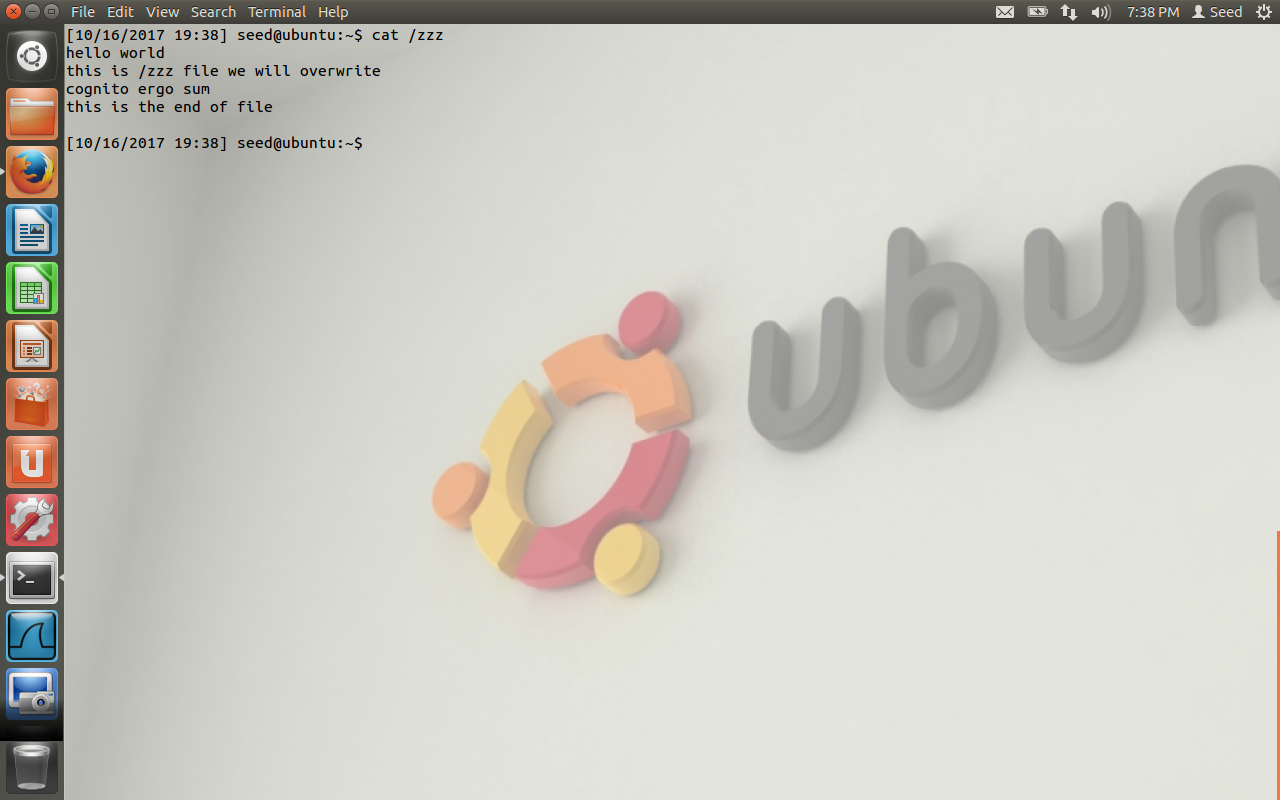 File Edit View Search Terminal Help 7:38 PM Seed
[10/16/2017 19:38] seed@ubuntu:~$ cat /zzz
hello world
this is /zzz file we will overwrite
cognito ergo sum
this is the end of file
[10/16/2017 19:38] seed@ubuntu:~$
ubun